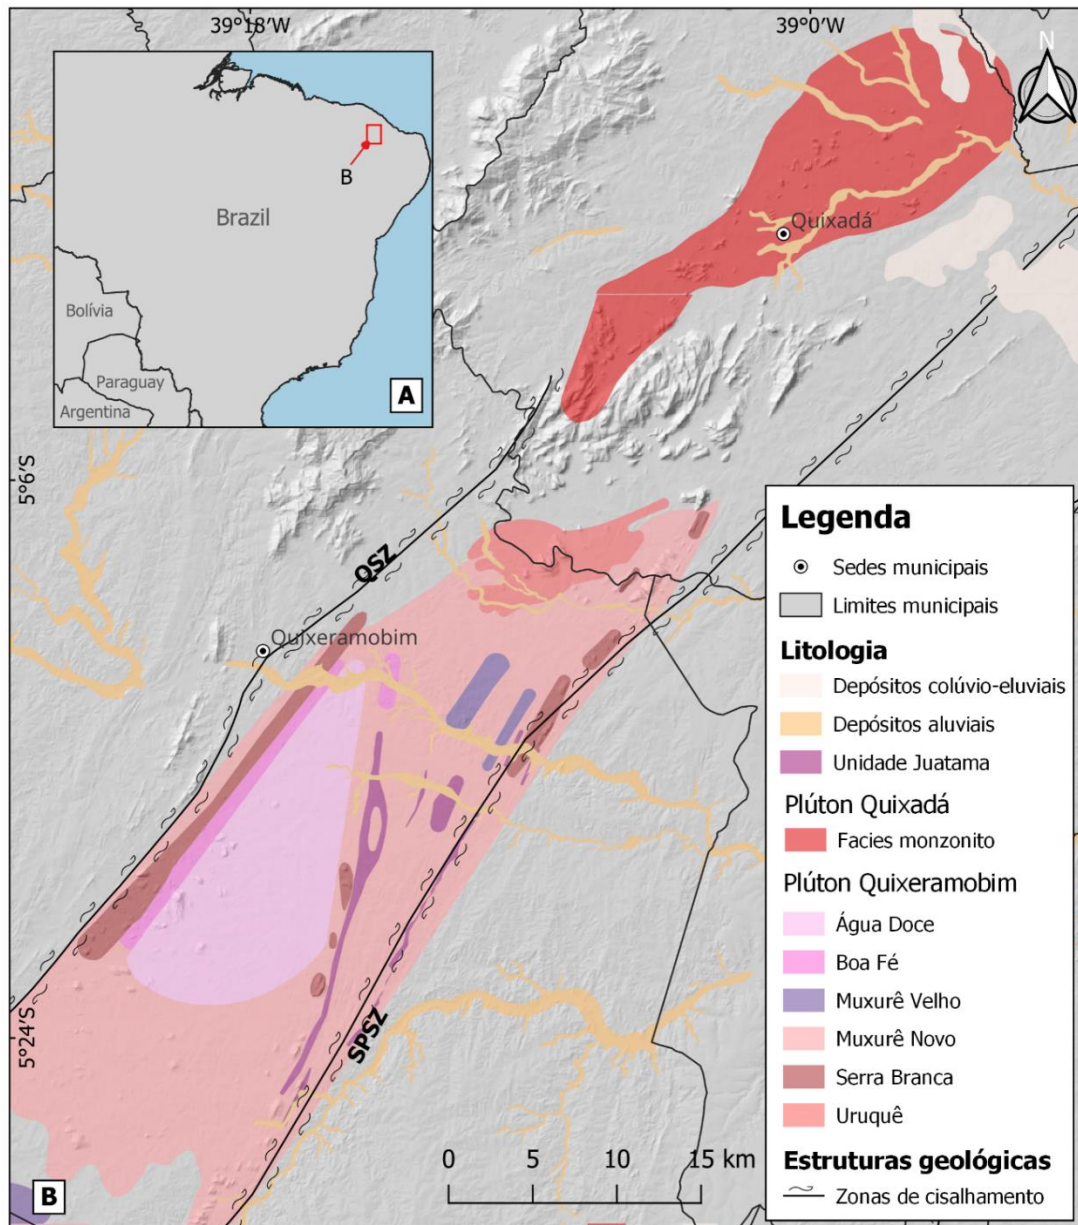 39°18'W
39°0'W
N
B
Brazil
Bolívia
Paraguay
Argentina
A
Quixadá
5°6'S
QSZ
Quixeramobim
5°24'S
SPSZ
0 5 10 15 km
B
Legenda
Sedes municipais
Limites municipais
Litologia
Depósitos colúvio-eluviais
Depósitos aluviais
Unidade Juatama
Plúton Quixadá
Facies monzonito
Plúton Quixeramobim
Água Doce
Boa Fé
Muxurê Velho
Muxurê Novo
Serra Branca
Uruquê
Estruturas geológicas
Zonas de cisalhamento